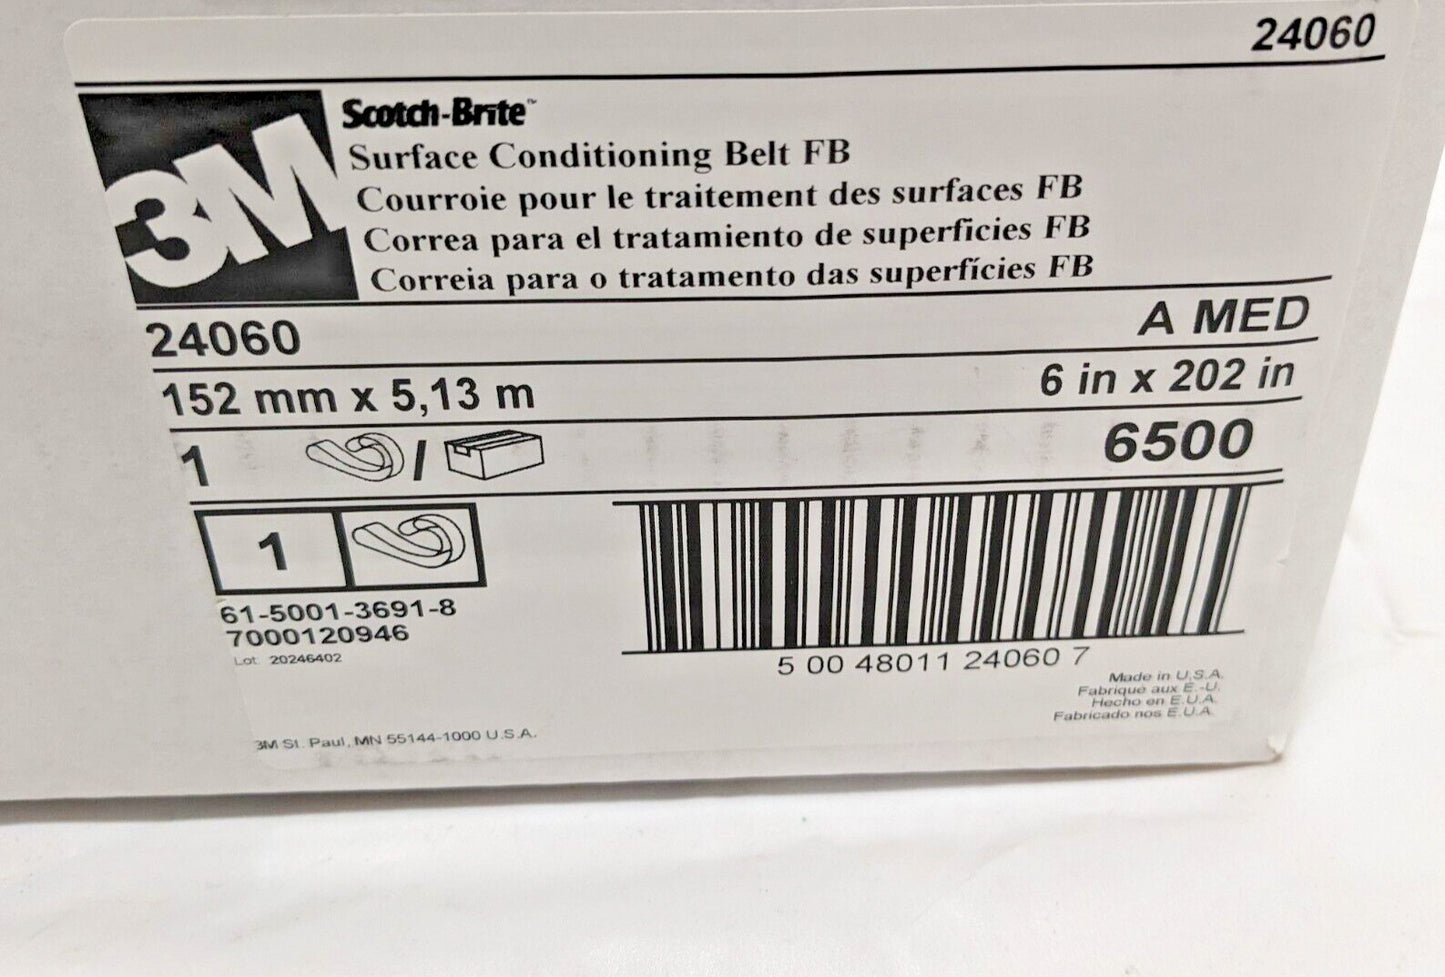 24060
3M
Scotch-Brite™
Surface Conditioning Belt FB
Courroie pour le traitement des surfaces FB
Correa para el tratamiento de superficies FB
Correia para o tratamento das superfícies FB
24060 A MED
152 mm x 5,13 m 6 in x 202 in
1 / 6500
1
61-5001-3691-8
7000120946
Lot 20246402
5 00 48011 24060 7
Made in U.S.A.
Fabriqué aux E.-U.
Hecho en E.U.A.
Fabricado nos E.U.A.
3M St. Paul, MN 55144-1000 U.S.A.